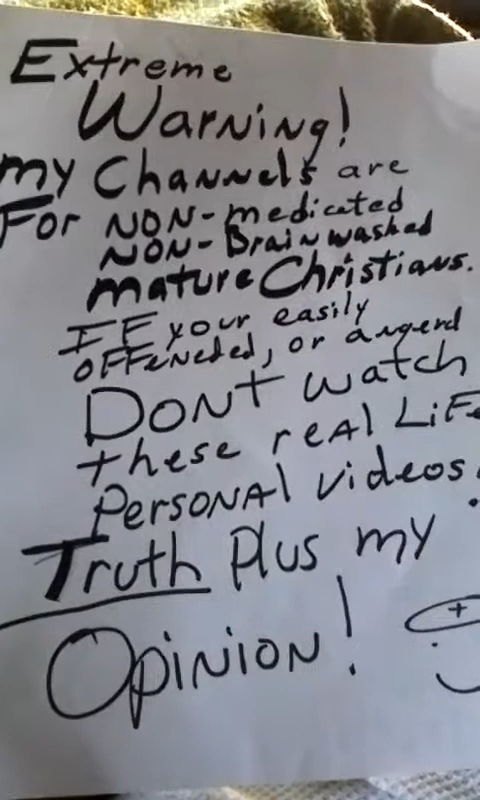 Extreme
Warning!
my Channels are
For NON-medicated
NON-Brainwashed
mature Christians.
IF your easily
OFFeneded, or angerd
DONt watch
these real LiFe
Personal videos.
Truth Plus my
Opinion!